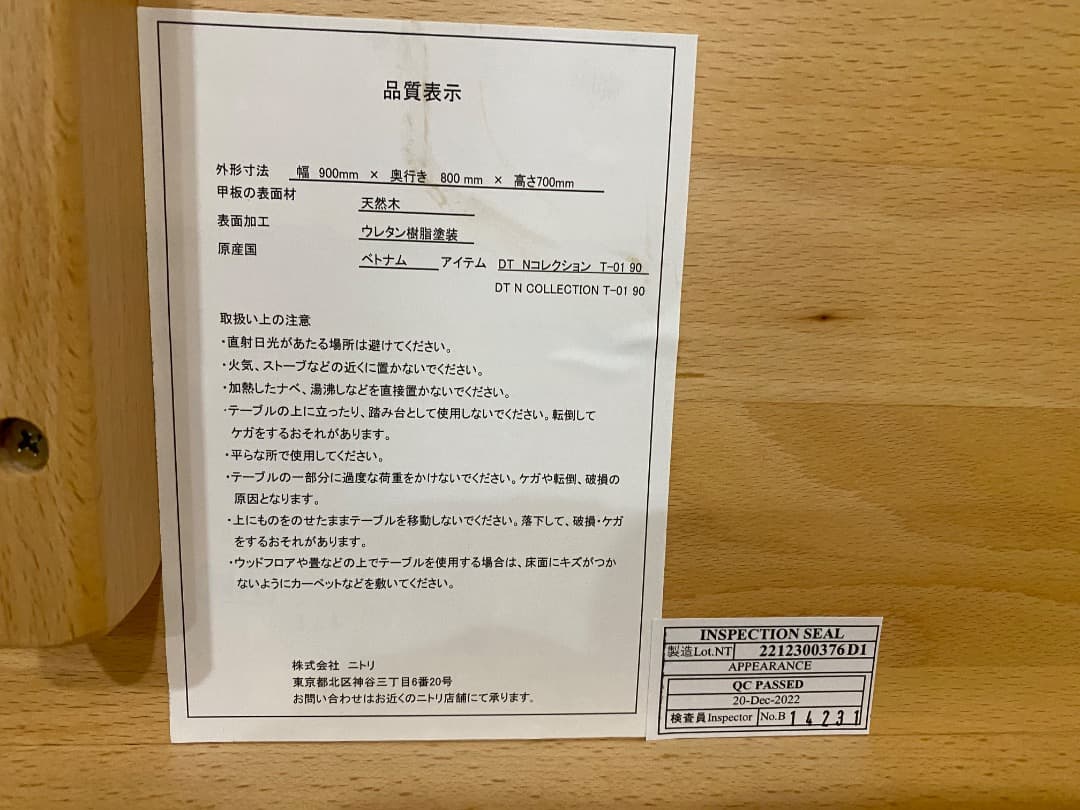 品質表示
外形寸法 幅 900mm × 奥行き 800 mm × 高さ700mm
甲板の表面材 天然木
表面加工 ウレタン樹脂塗装
原産国 ベトナム アイテム DT Nコレクション T-01 90
DT N COLLECTION T-01 90
取扱い上の注意
・直射日光があたる場所は避けてください。
・火気、ストーブなどの近くに置かないでください。
・加熱したナベ、湯沸しなどを直接置かないでください。
・テーブルの上に立ったり、踏み台として使用しないでください。転倒して
ケガをするおそれがあります。
・平らな所で使用してください。
・テーブルの一部分に過度な荷重をかけないでください。ケガや転倒、破損の
原因となります。
・上にものをのせたままテーブルを移動しないでください。落下して、破損・ケガ
をするおそれがあります。
・ウッドフロアや畳などの上でテーブルを使用する場合は、床面にキズがつか
ないようにカーペットなどを敷いてください。
株式会社 ニトリ
東京都北区神谷三丁目6番20号
お問い合わせはお近くのニトリ店舗にて承ります。
INSPECTION SEAL
製造Lot.NT 2212300376D1
APPEARANCE
QC PASSED
20-Dec-2022
検査員Inspector No.B 14231